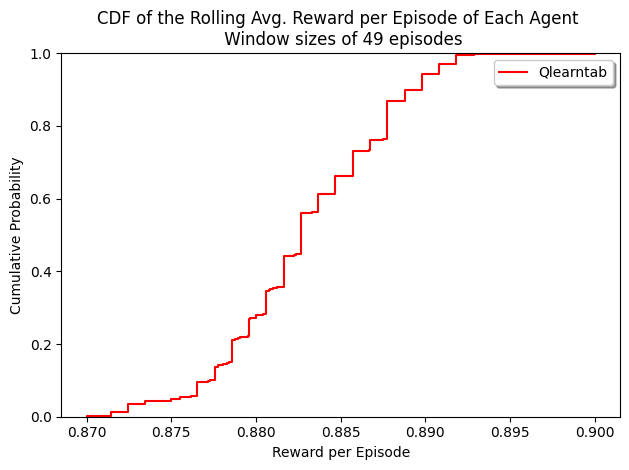 CDF of the Rolling Avg. Reward per Episode of Each Agent
Window sizes of 49 episodes
Qlearntab
Cumulative Probability
1.0
0.8
0.6
0.4
0.2
0.0
0.870 0.875 0.880 0.885 0.890 0.895 0.900
Reward per Episode